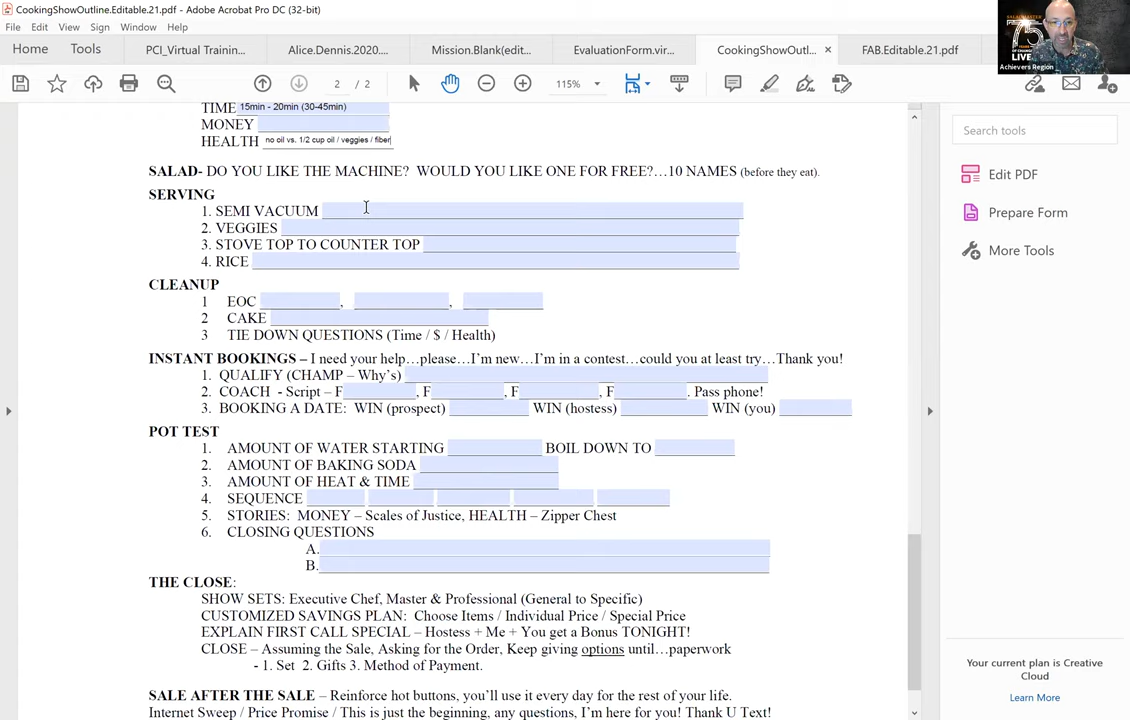 CookingShowOutline.Editable.21.pdf - Adobe Acrobat Pro DC (32-bit)
File Edit View Sign Window Help
Home Tools PCI_Virtual Trainin... Alice.Dennis.2020.... Mission.Blank(edit... EvaluationForm.vir... CookingShowOutl... × FAB.Editable.21.pdf
75 YEARS OF CHANGING LIVE
Achievers Region
2 / 2 115%
TIME 15min - 20min (30-45min)
MONEY
HEALTH no oil vs. 1/2 cup oil / veggies / fiber
SALAD- DO YOU LIKE THE MACHINE? WOULD YOU LIKE ONE FOR FREE?…10 NAMES (before they eat).
SERVING
1. SEMI VACUUM
2. VEGGIES
3. STOVE TOP TO COUNTER TOP
4. RICE
CLEANUP
1 EOC , ,
2 CAKE
3 TIE DOWN QUESTIONS (Time / $ / Health)
INSTANT BOOKINGS – I need your help…please…I'm new…I'm in a contest…could you at least try…Thank you!
1. QUALIFY (CHAMP – Why's)
2. COACH - Script – F , F , F , F . Pass phone!
3. BOOKING A DATE: WIN (prospect) WIN (hostess) WIN (you)
POT TEST
1. AMOUNT OF WATER STARTING BOIL DOWN TO
2. AMOUNT OF BAKING SODA
3. AMOUNT OF HEAT & TIME
4. SEQUENCE
5. STORIES: MONEY – Scales of Justice, HEALTH – Zipper Chest
6. CLOSING QUESTIONS
A.
B.
THE CLOSE:
SHOW SETS: Executive Chef, Master & Professional (General to Specific)
CUSTOMIZED SAVINGS PLAN: Choose Items / Individual Price / Special Price
EXPLAIN FIRST CALL SPECIAL – Hostess + Me + You get a Bonus TONIGHT!
CLOSE – Assuming the Sale, Asking for the Order, Keep giving options until…paperwork
- 1. Set 2. Gifts 3. Method of Payment.
SALE AFTER THE SALE – Reinforce hot buttons, you'll use it every day for the rest of your life.
Internet Sweep / Price Promise / This is just the beginning, any questions, I'm here for you! Thank U Text!
Search tools
Edit PDF
Prepare Form
More Tools
Your current plan is Creative
Cloud
Learn More